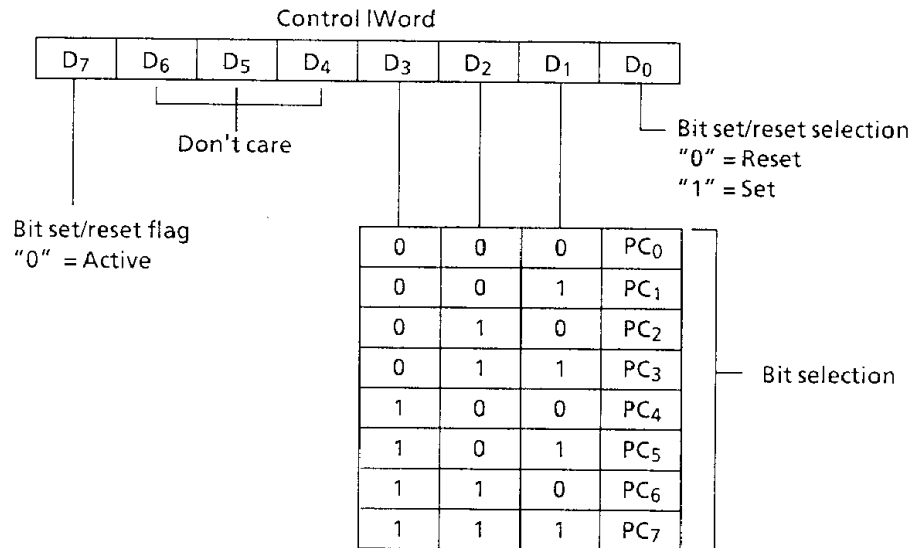 Control IWord
D7 D6 D5 D4 D3 D2 D1 D0
Don't care
Bit set/reset selection
"0" = Reset
"1" = Set
Bit set/reset flag
"0" = Active
0 0 0 PC0
0 0 1 PC1
0 1 0 PC2
0 1 1 PC3
1 0 0 PC4
1 0 1 PC5
1 1 0 PC6
1 1 1 PC7
Bit selection